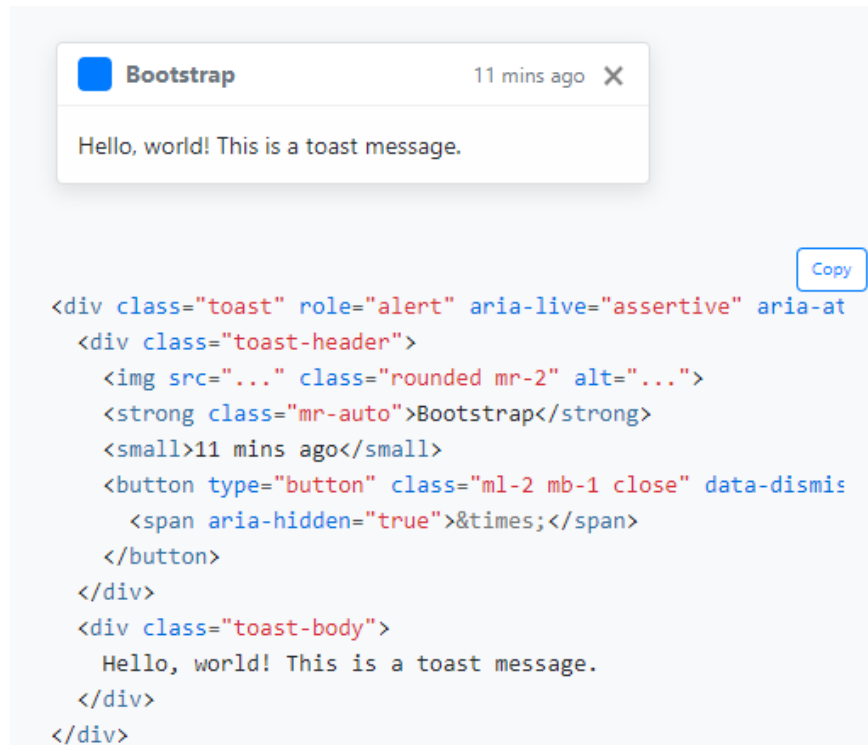 Bootstrap 11 mins ago ×
Hello, world! This is a toast message.
Copy
<div class="toast" role="alert" aria-live="assertive" aria-at
<div class="toast-header">
<img src="..." class="rounded mr-2" alt="...">
<strong class="mr-auto">Bootstrap</strong>
<small>11 mins ago</small>
<button type="button" class="ml-2 mb-1 close" data-dismis
<span aria-hidden="true">&times;</span>
</button>
</div>
<div class="toast-body">
Hello, world! This is a toast message.
</div>
</div>